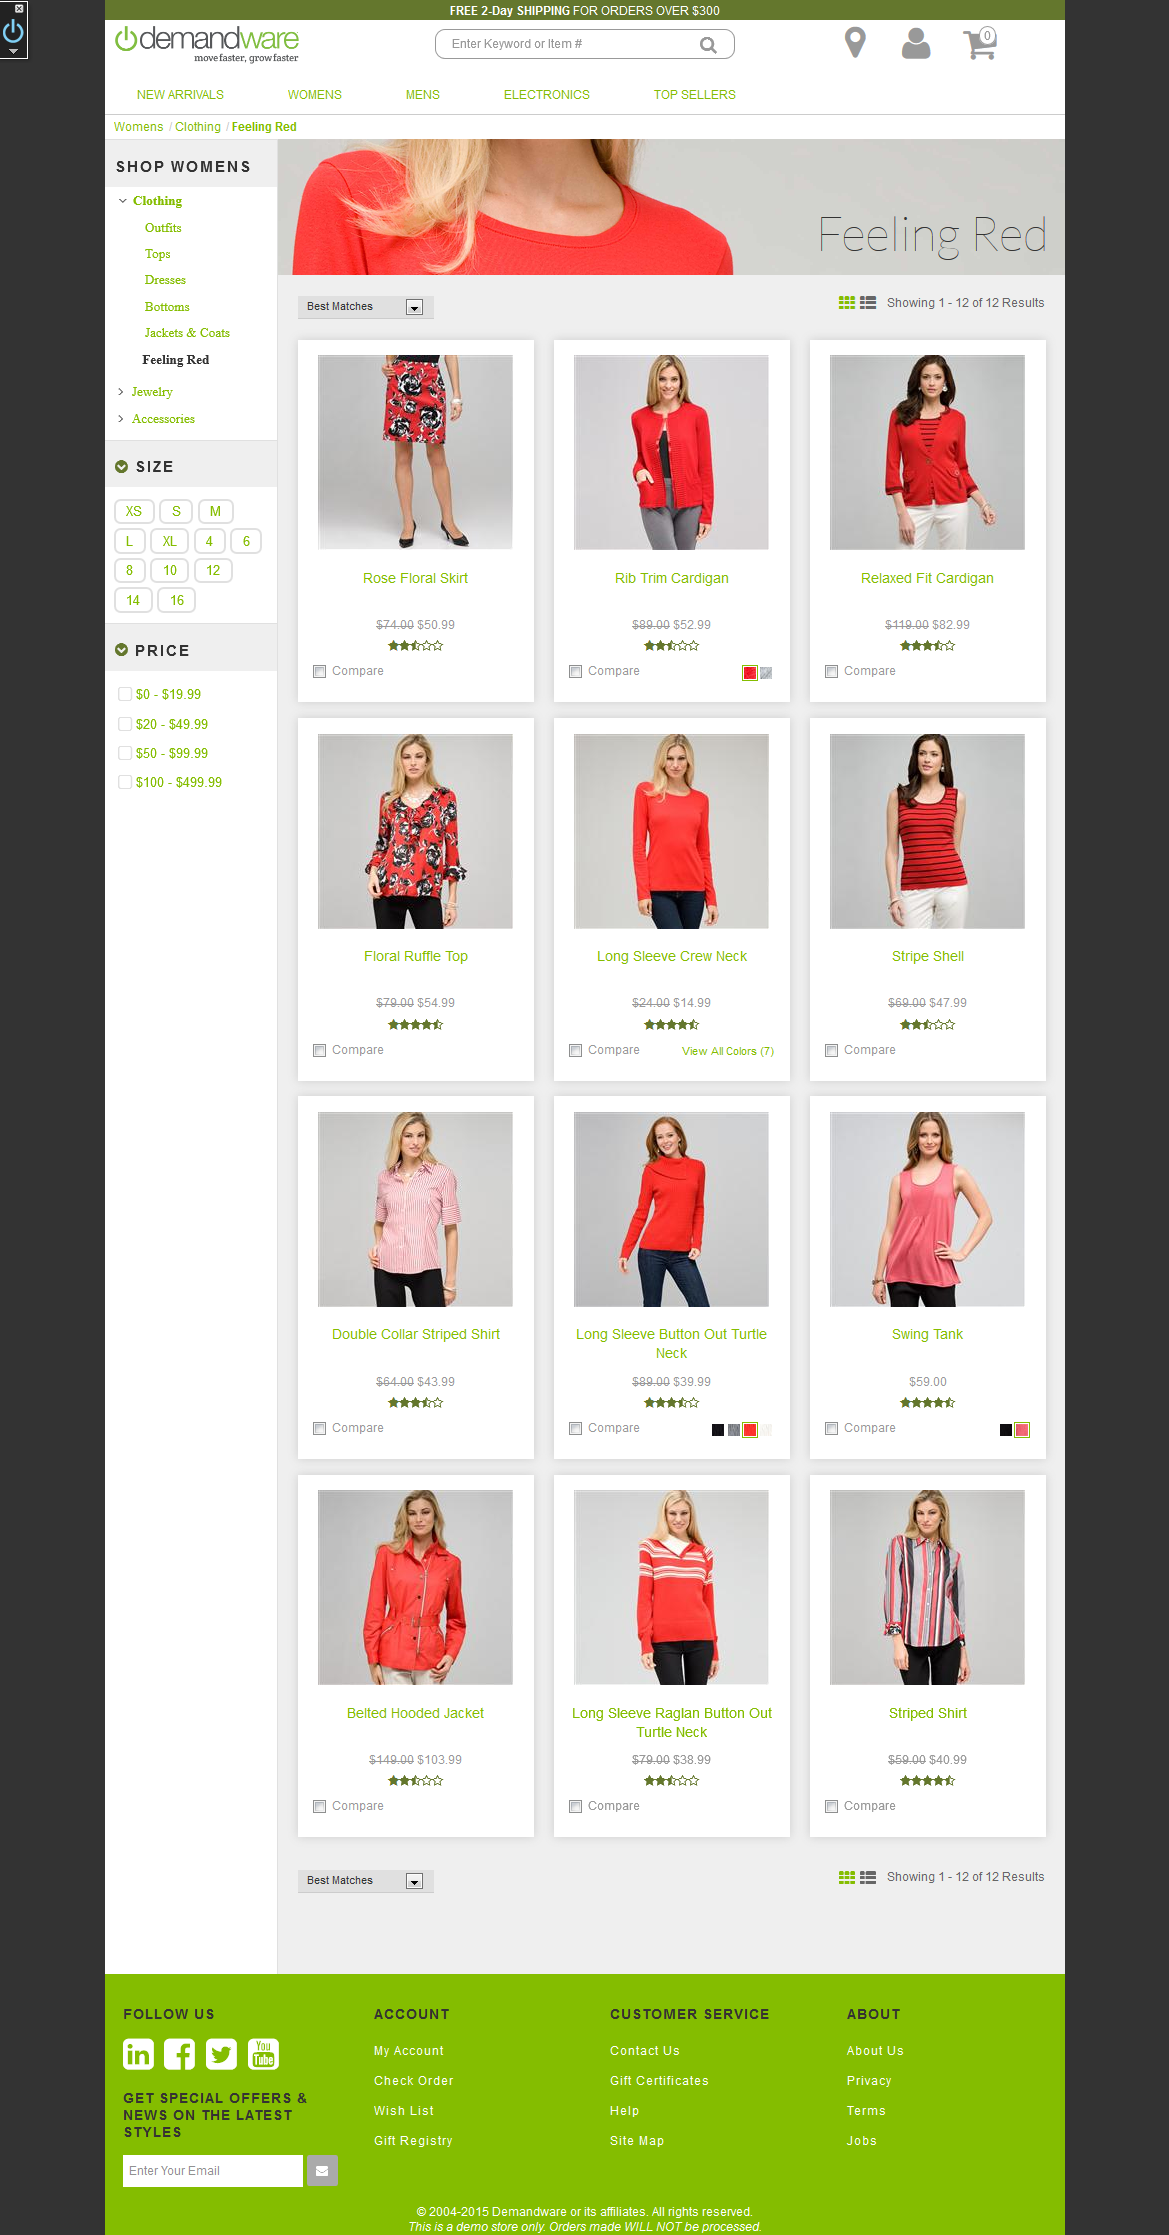 FREE 2-Day SHIPPING FOR ORDERS OVER $300
demandware
move faster, grow faster
Enter Keyword or Item #
0
NEW ARRIVALS WOMENS MENS ELECTRONICS TOP SELLERS
Womens / Clothing / Feeling Red
SHOP WOMENS
Clothing
Outfits
Tops
Dresses
Bottoms
Jackets & Coats
Feeling Red
Jewelry
Accessories
SIZE
XS S M
L XL 4 6
8 10 12
14 16
PRICE
$0 - $19.99
$20 - $49.99
$50 - $99.99
$100 - $499.99
Feeling Red
Best Matches
Showing 1 - 12 of 12 Results
Rose Floral Skirt
$74.00 $50.99
Compare
Rib Trim Cardigan
$89.00 $52.99
Compare
Relaxed Fit Cardigan
$119.00 $82.99
Compare
Floral Ruffle Top
$79.00 $54.99
Compare
Long Sleeve Crew Neck
$24.00 $14.99
Compare View All Colors (7)
Stripe Shell
$69.00 $47.99
Compare
Double Collar Striped Shirt
$64.00 $43.99
Compare
Long Sleeve Button Out Turtle
Neck
$89.00 $39.99
Compare
Swing Tank
$59.00
Compare
Belted Hooded Jacket
$149.00 $103.99
Compare
Long Sleeve Raglan Button Out
Turtle Neck
$79.00 $38.99
Compare
Striped Shirt
$59.00 $40.99
Compare
Best Matches
Showing 1 - 12 of 12 Results
FOLLOW US
in f You
Tube
GET SPECIAL OFFERS &
NEWS ON THE LATEST
STYLES
Enter Your Email
ACCOUNT
My Account
Check Order
Wish List
Gift Registry
CUSTOMER SERVICE
Contact Us
Gift Certificates
Help
Site Map
ABOUT
About Us
Privacy
Terms
Jobs
© 2004-2015 Demandware or its affiliates. All rights reserved.
This is a demo store only. Orders made WILL NOT be processed.